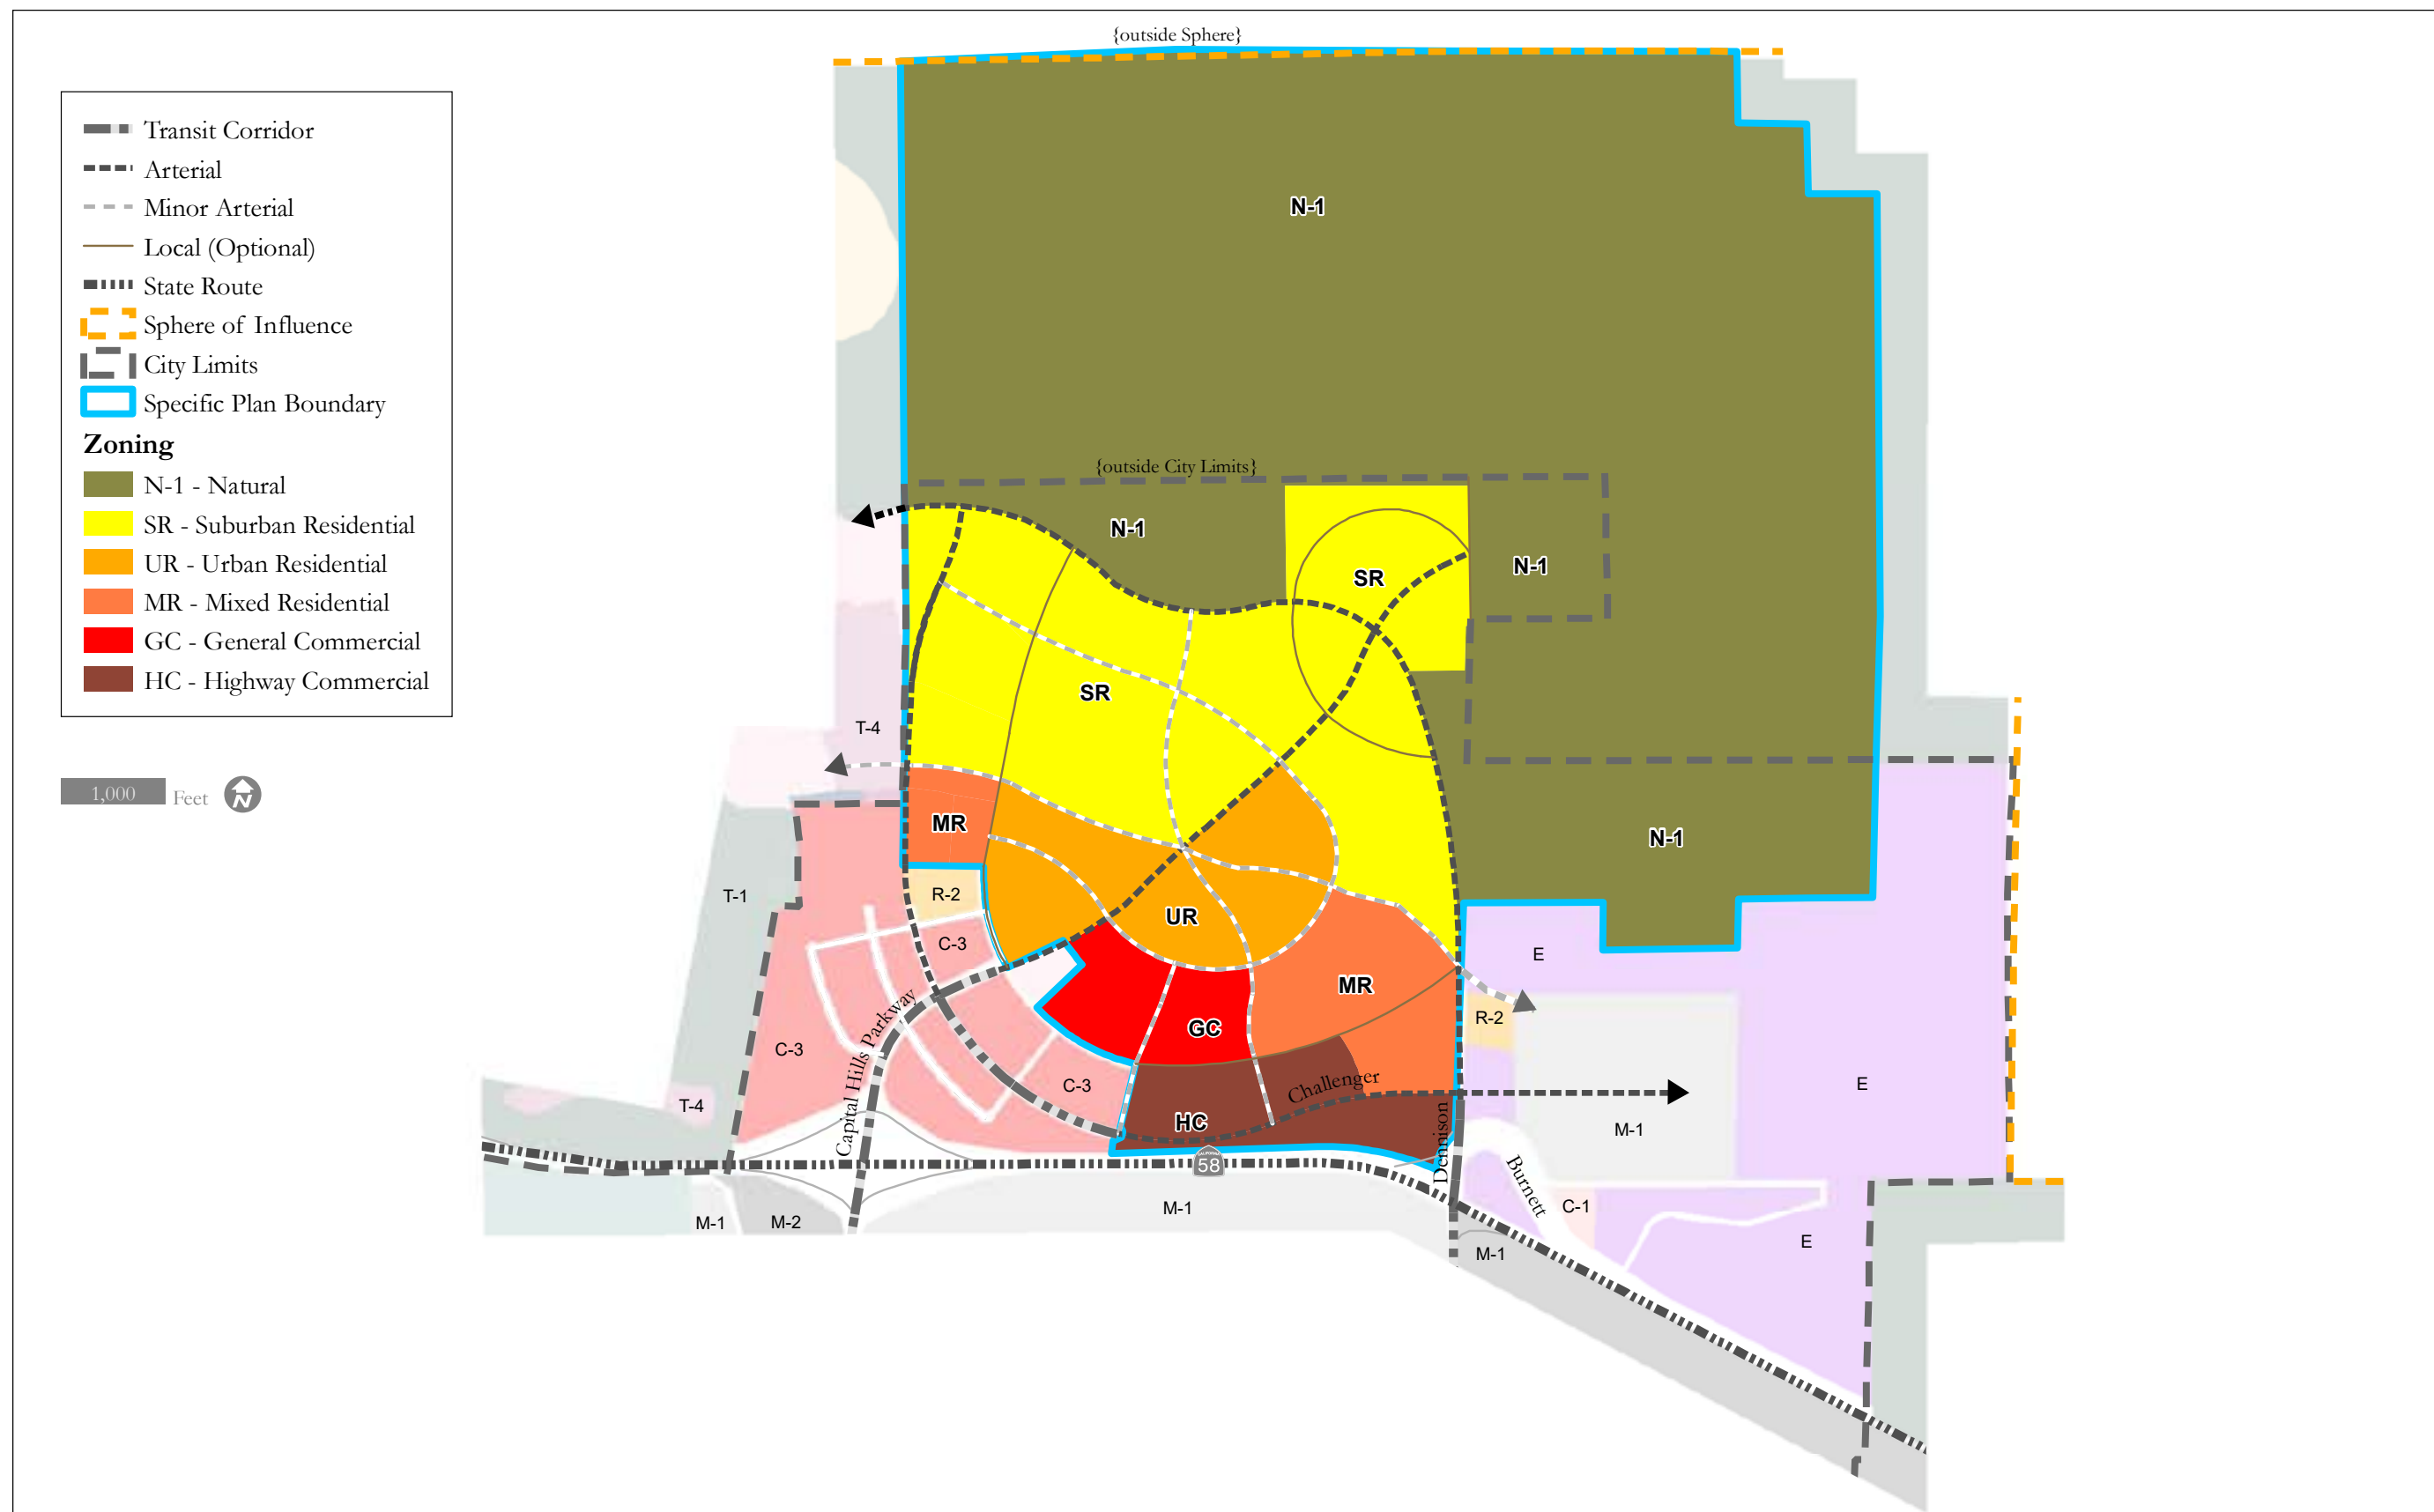 {outside Sphere}
Transit Corridor
Arterial
Minor Arterial
Local (Optional)
State Route
Sphere of Influence
City Limits
Specific Plan Boundary
Zoning
N-1 - Natural
SR - Suburban Residential
UR - Urban Residential
MR - Mixed Residential
GC - General Commercial
HC - Highway Commercial
1,000 Feet
N
N-1
{outside City Limits}
N-1
N-1
SR
SR
T-4
MR
N-1
T-1
R-2
UR
C-3
E
MR
R-2
GC
C-3
Capital Hills Parkway
C-3
Challenger
E
T-4
HC
Dennison
M-1
58
Burnett
M-1
M-2
M-1
C-1
M-1
E